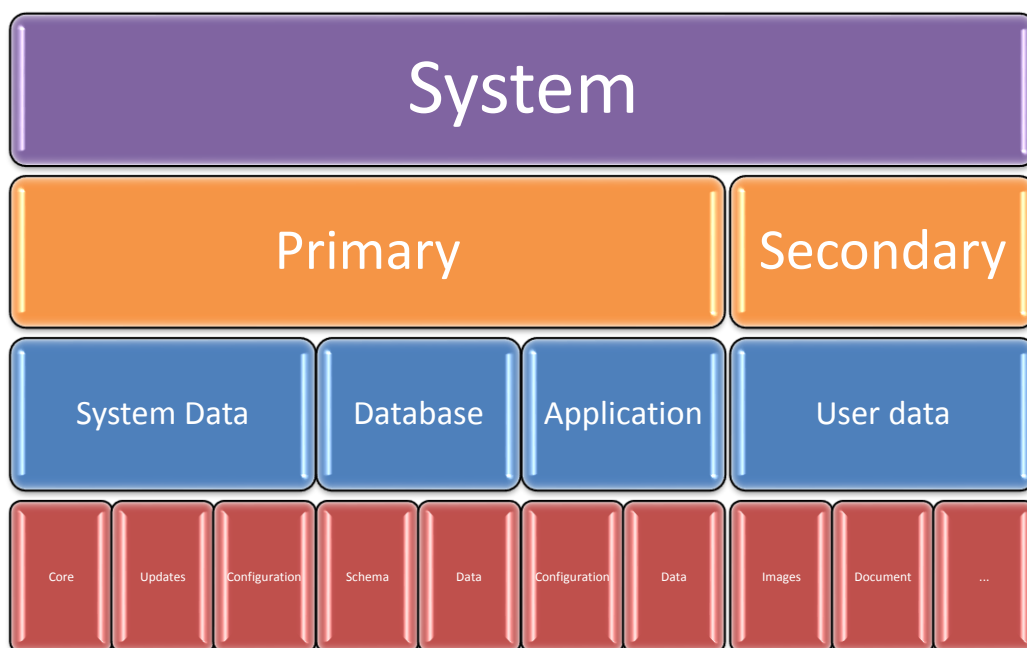 System
Primary
Secondary
System Data
Database
Application
User data
Core
Updates
Configuration
Schema
Data
Configuration
Data
Images
Document
...